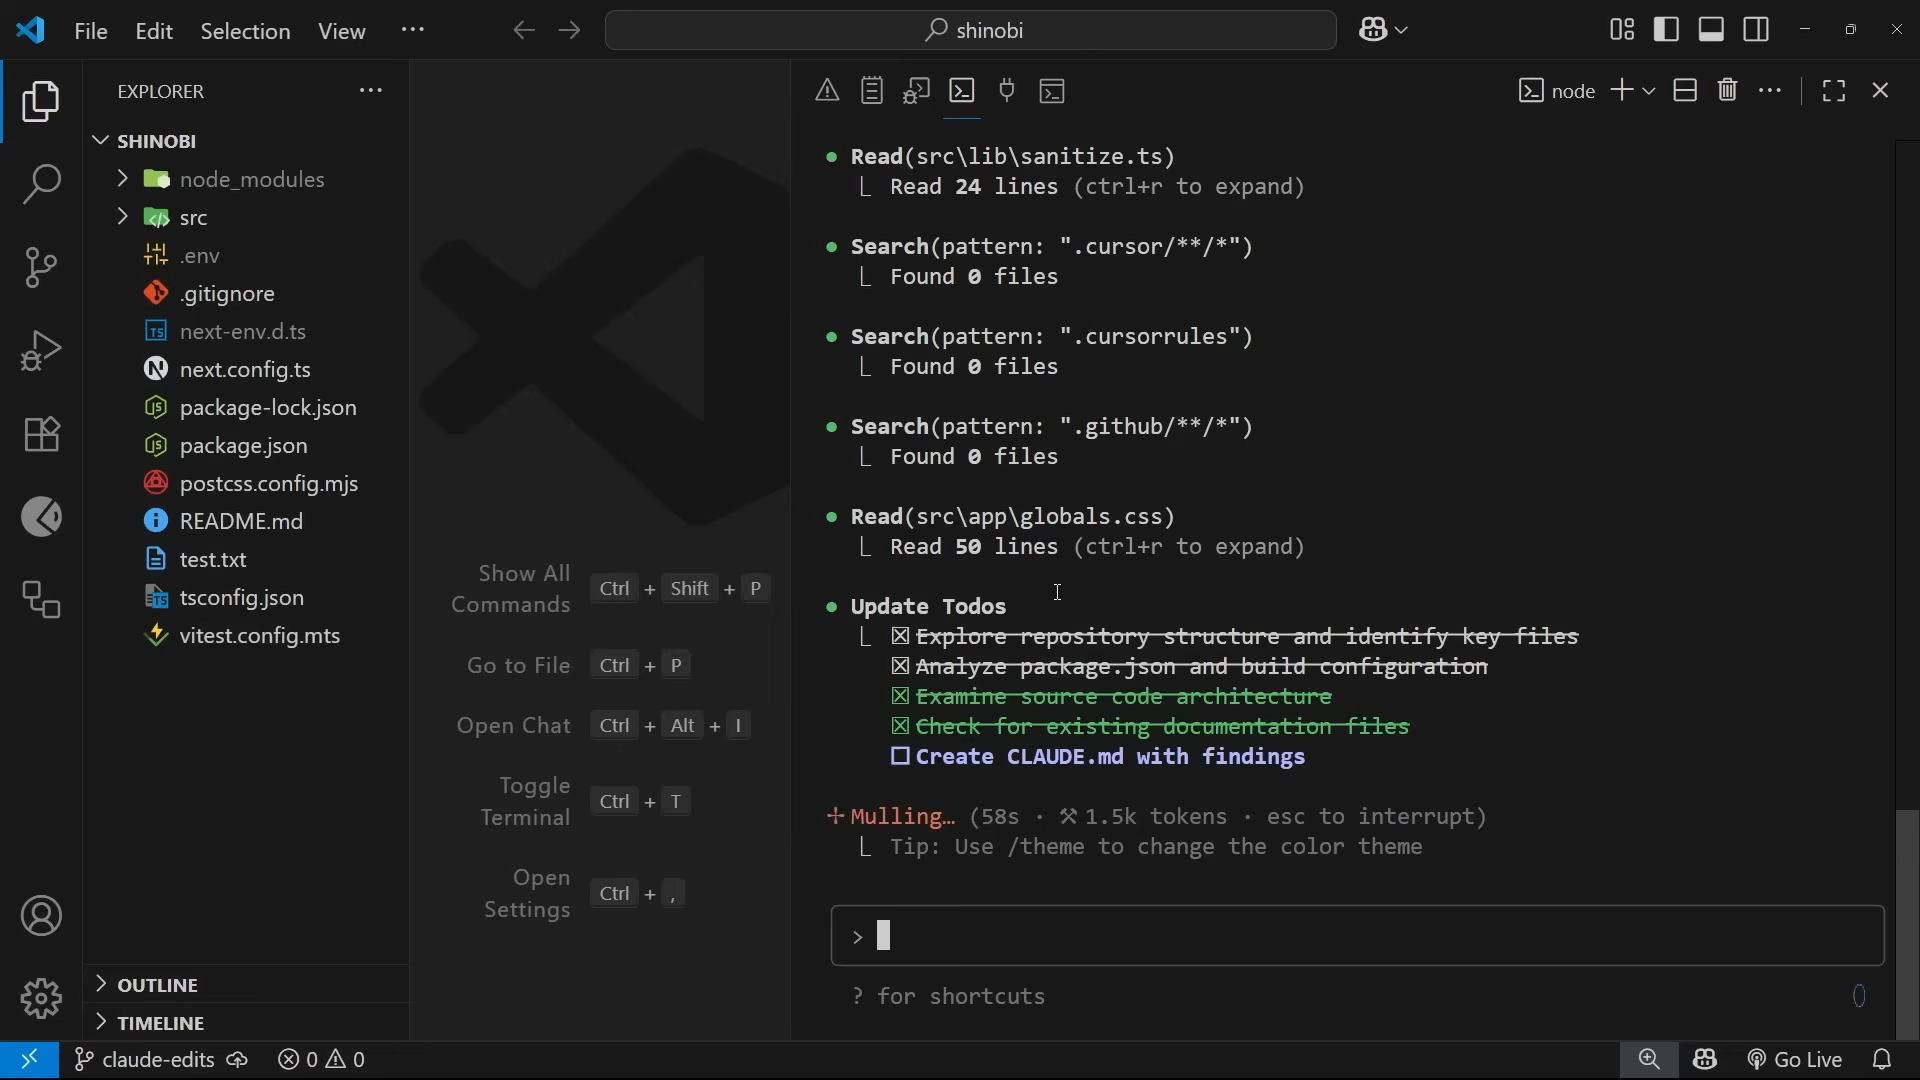 File Edit Selection View ···
shinobi
EXPLORER ···
SHINOBI
node_modules
src
.env
.gitignore
next-env.d.ts
next.config.ts
package-lock.json
package.json
postcss.config.mjs
README.md
test.txt
tsconfig.json
vitest.config.mts
OUTLINE
TIMELINE
Show All
Commands
Ctrl + Shift + P
Go to File Ctrl + P
Open Chat Ctrl + Alt + I
Toggle
Terminal
Ctrl + T
Open
Settings
Ctrl + ,
node
● Read(src\lib\sanitize.ts)
⎿ Read 24 lines (ctrl+r to expand)
● Search(pattern: ".cursor/**/*")
⎿ Found 0 files
● Search(pattern: ".cursorrules")
⎿ Found 0 files
● Search(pattern: ".github/**/*")
⎿ Found 0 files
● Read(src\app\globals.css)
⎿ Read 50 lines (ctrl+r to expand)
● Update Todos
⎿ ☒ Explore repository structure and identify key files
☒ Analyze package.json and build configuration
☒ Examine source code architecture
☒ Check for existing documentation files
☐ Create CLAUDE.md with findings
✢ Mulling… (58s · ⚒ 1.5k tokens · esc to interrupt)
⎿ Tip: Use /theme to change the color theme
>
? for shortcuts
claude-edits 0 0
Go Live